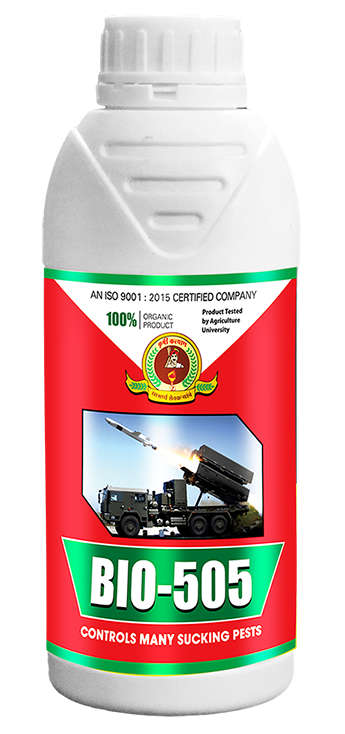 AN ISO 9001 : 2015 CERTIFIED COMPANY
100% ORGANIC PRODUCT
Product Tested by Agriculture University
कृषी कल्याण
BIO-505
CONTROLS MANY SUCKING PESTS